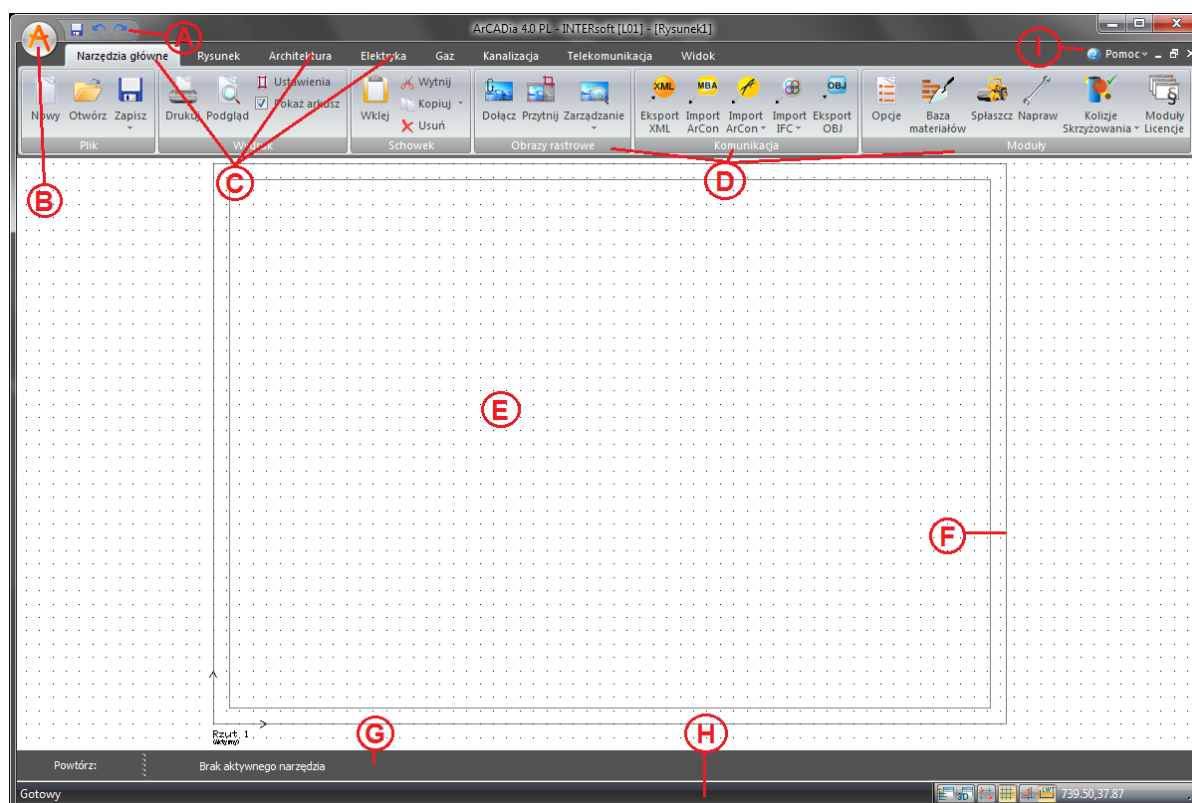 ArCADia 4.0 PL - INTERsoft [L01] - [Rysunek1]
A
I
Narzędzia główne Rysunek Architektura Elektryka Gaz Kanalizacja Telekomunikacja Widok Pomoc
Nowy Otwórz Zapisz
Plik
Drukuj Podgląd Ustawienia
Pokaż arkusz
Wydruk
Wklej Wytnij
Kopiuj
Usuń
Schowek
Dołącz Przytnij Zarządzanie
Obrazy rastrowe
XML MBA OBJ
Eksport XML Import ArCon Import ArCon Import IFC Eksport OBJ
Komunikacja
Opcje Baza materiałów Spłaszcz Napraw Kolizje Skrzyżowania Moduły Licencje
Moduły
B
C
D
E
F
Rzut 1
(aktywny)
G
H
Powtórz: Brak aktywnego narzędzia
Gotowy 3D LWT 739.50,37.87